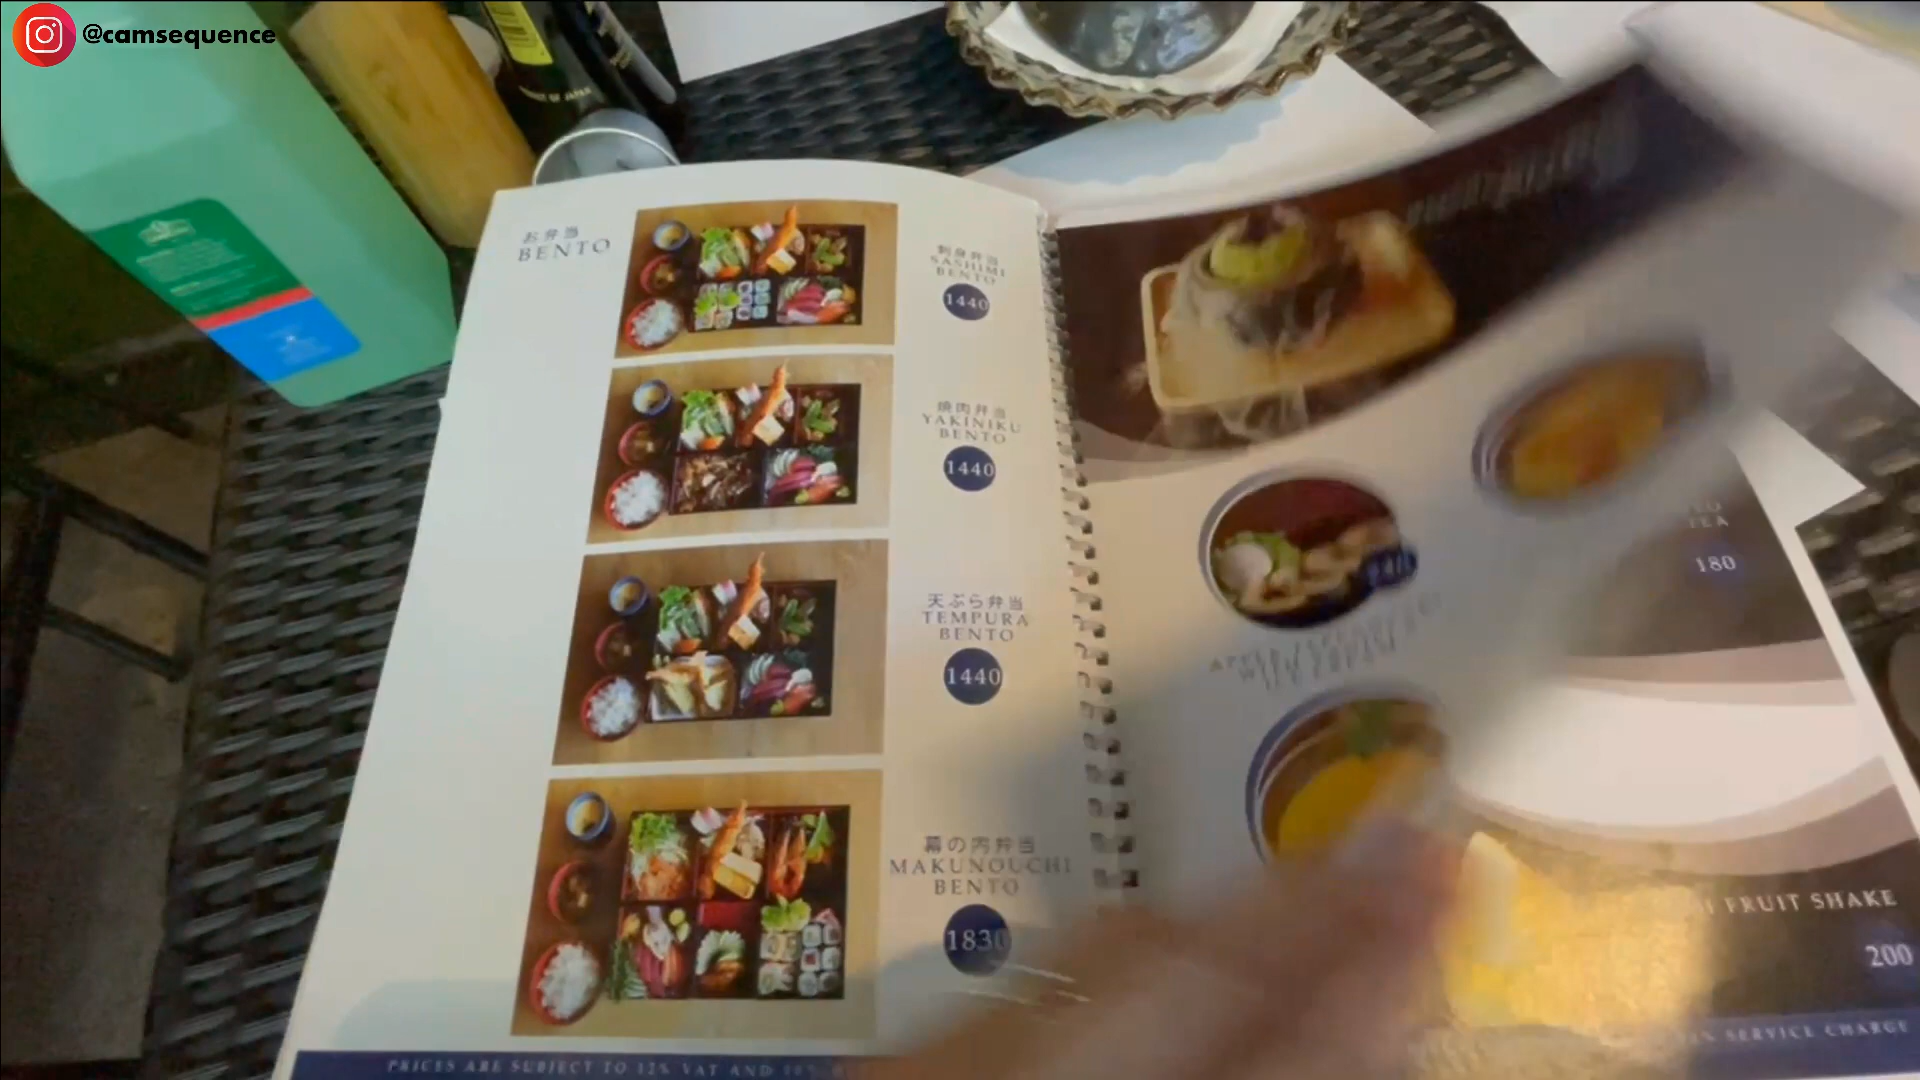 @camsequence
OF JAPAN
お弁当
BENTO
刺身弁当
SASHIMI
BENTO
1440
焼肉弁当
YAKINIKU
BENTO
1440
天ぷら弁当
TEMPURA
BENTO
1440
幕の内弁当
MAKUNOUCHI
BENTO
1830
PRICES ARE SUBJECT TO 12% VAT AND
TEA
180
FRUIT SHAKE
200
SERVICE CHARGE